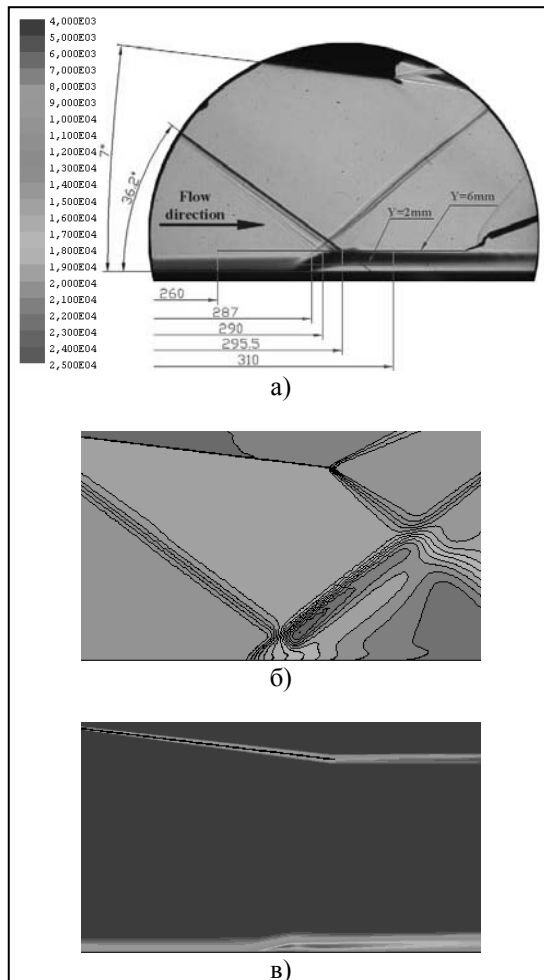 4,000E03
5,000E03
6,000E03
7,000E03
8,000E03
9,000E03
1,000E04
1,100E04
1,200E04
1,300E04
1,400E04
1,500E04
1,600E04
1,700E04
1,800E04
1,900E04
2,000E04
2,100E04
2,200E04
2,300E04
2,400E04
2,500E04
7°
36.2°
Flow
direction
Y=2mm
Y=6mm
260
287
290
295.5
310
а)
б)
в)